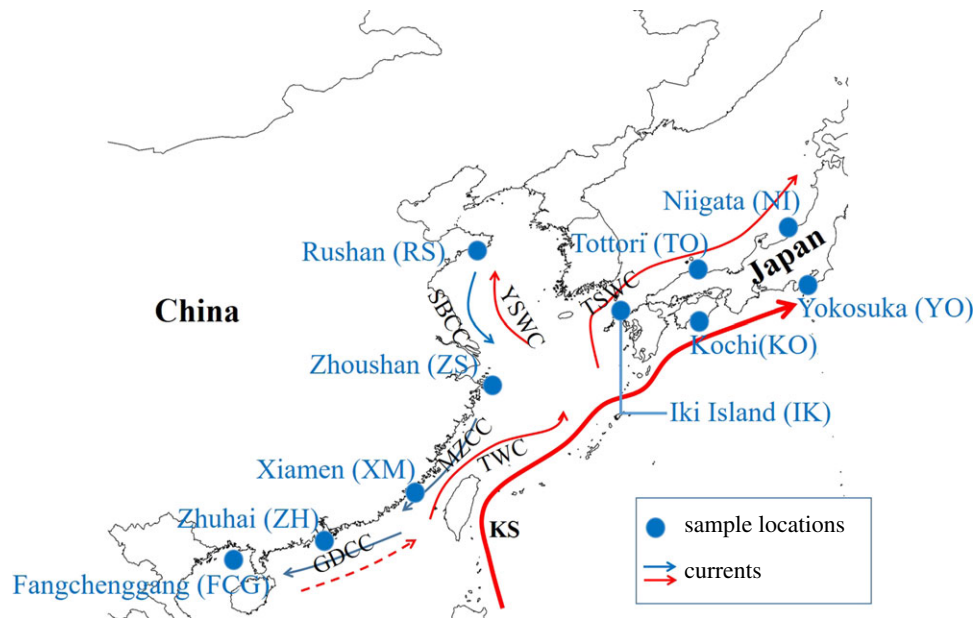 Niigata (NI)
Rushan (RS)
Tottori (TO)
Japan
TSWC
China
SBCC
YSWC
Yokosuka (YO)
Kochi(KO)
Zhoushan (ZS)
Iki Island (IK)
MZCC
TWC
Xiamen (XM)
Zhuhai (ZH)
KS
sample locations
GDCC
currents
Fangchenggang (FCG)